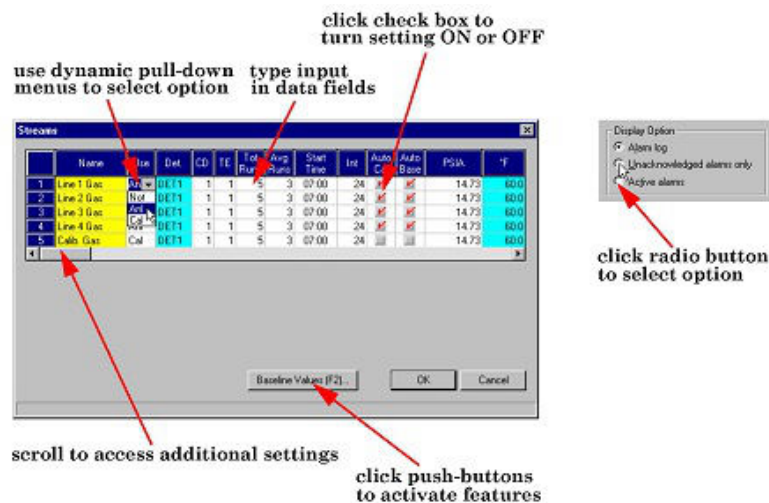 click check box to
turn setting ON or OFF
use dynamic pull-down
menus to select option
type input
in data fields
Streams
Name Use Det CD TE Tot Runs Avg Runs Start Time Int Auto Cal Auto Base PSIA °F
1 Line 1 Gas DET1 1 1 5 3 07:00 24 14.73 60.0
2 Line 2 Gas Not DET1 1 1 5 3 07:00 24 14.73 60.0
3 Line 3 Gas Anl DET1 1 1 5 3 07:00 24 14.73 60.0
4 Line 4 Gas Cal DET1 1 1 5 3 07:00 24 14.73 60.0
5 Calib Gas Cal DET1 1 1 5 3 07:00 24 14.73 60.0
Baseline Values (F2)...
OK
Cancel
Display Option
Alarm log
Unacknowledged alarms only
Active alarms
click radio button
to select option
scroll to access additional settings
click push-buttons
to activate features